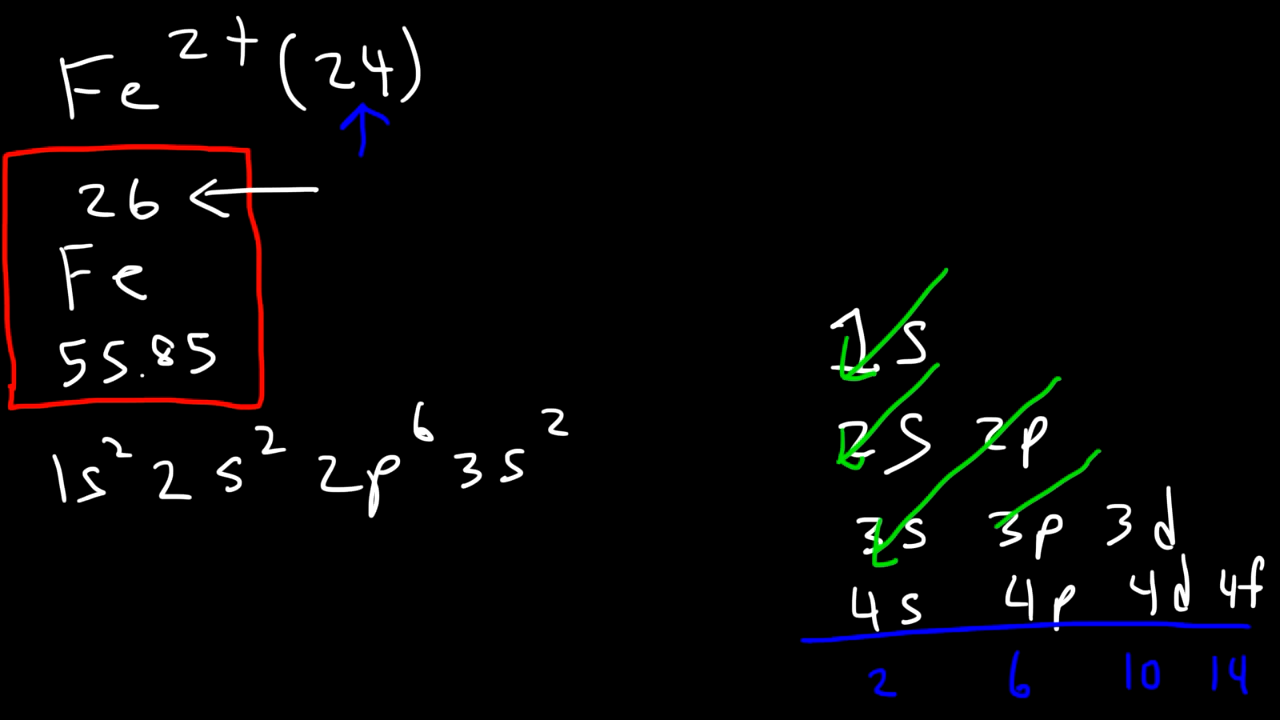 Fe²⁺ (24)
26
Fe
55.85
1s² 2s² 2p⁶ 3s²
1s
2s 2p
3s 3p 3d
4s 4p 4d 4f
2 6 10 14